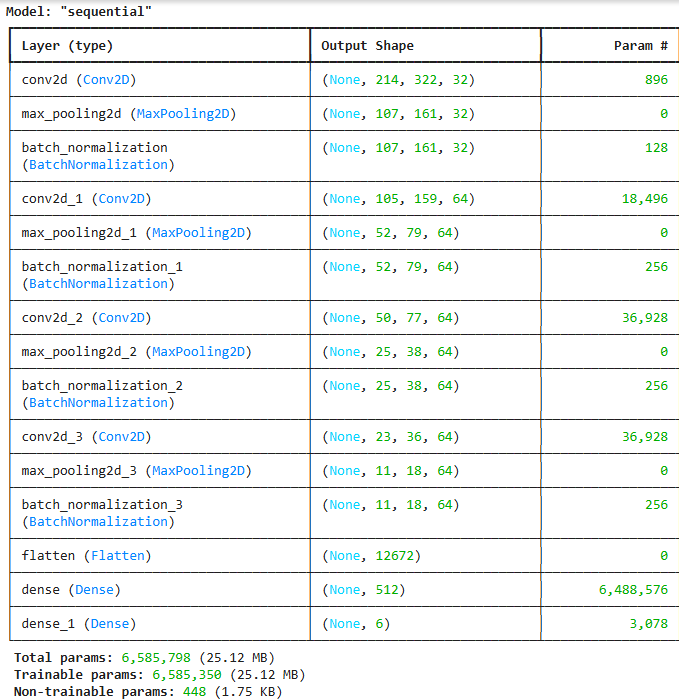 Model: "sequential"
Layer (type) Output Shape Param #
conv2d (Conv2D) (None, 214, 322, 32) 896
max_pooling2d (MaxPooling2D) (None, 107, 161, 32) 0
batch_normalization (None, 107, 161, 32) 128
(BatchNormalization)
conv2d_1 (Conv2D) (None, 105, 159, 64) 18,496
max_pooling2d_1 (MaxPooling2D) (None, 52, 79, 64) 0
batch_normalization_1 (None, 52, 79, 64) 256
(BatchNormalization)
conv2d_2 (Conv2D) (None, 50, 77, 64) 36,928
max_pooling2d_2 (MaxPooling2D) (None, 25, 38, 64) 0
batch_normalization_2 (None, 25, 38, 64) 256
(BatchNormalization)
conv2d_3 (Conv2D) (None, 23, 36, 64) 36,928
max_pooling2d_3 (MaxPooling2D) (None, 11, 18, 64) 0
batch_normalization_3 (None, 11, 18, 64) 256
(BatchNormalization)
flatten (Flatten) (None, 12672) 0
dense (Dense) (None, 512) 6,488,576
dense_1 (Dense) (None, 6) 3,078
Total params: 6,585,798 (25.12 MB)
Trainable params: 6,585,350 (25.12 MB)
Non-trainable params: 448 (1.75 KB)